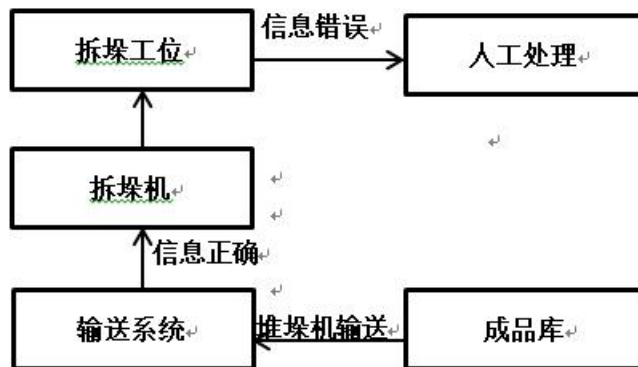 信息错误
拆垛工位
人工处理
拆垛机
信息正确
输送系统
堆垛机输送
成品库